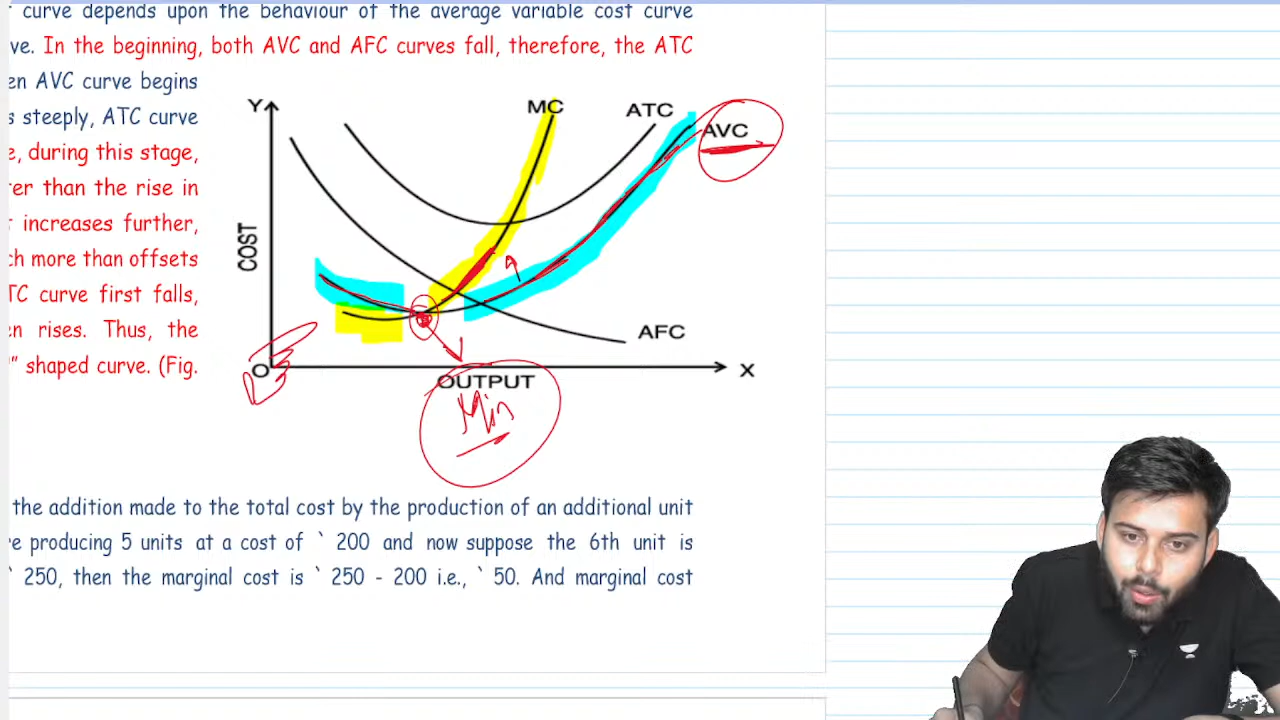 curve depends upon the behaviour of the average variable cost curve
ve. In the beginning, both AVC and AFC curves fall, therefore, the ATC
en AVC curve begins
s steeply, ATC curve
e, during this stage,
ter than the rise in
increases further,
ch more than offsets
TC curve first falls,
en rises. Thus, the
" shaped curve. (Fig.
Y
MC
ATC
AVC
COST
AFC
O
X
OUTPUT
Min
the addition made to the total cost by the production of an additional unit
re producing 5 units at a cost of ` 200 and now suppose the 6th unit is
` 250, then the marginal cost is ` 250 - 200 i.e., ` 50. And marginal cost